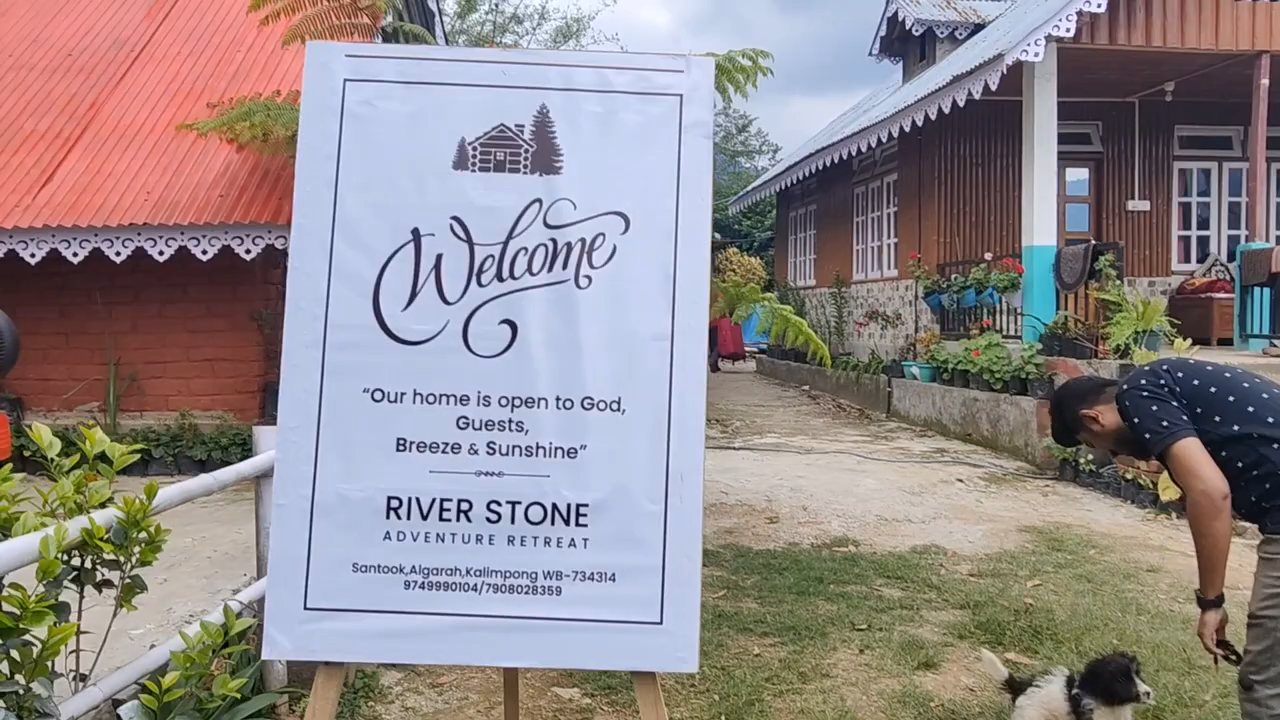 Welcome
“Our home is open to God,
Guests,
Breeze & Sunshine”
RIVER STONE
ADVENTURE RETREAT
Santook,Algarah,Kalimpong WB-734314
9749990104/7908028359